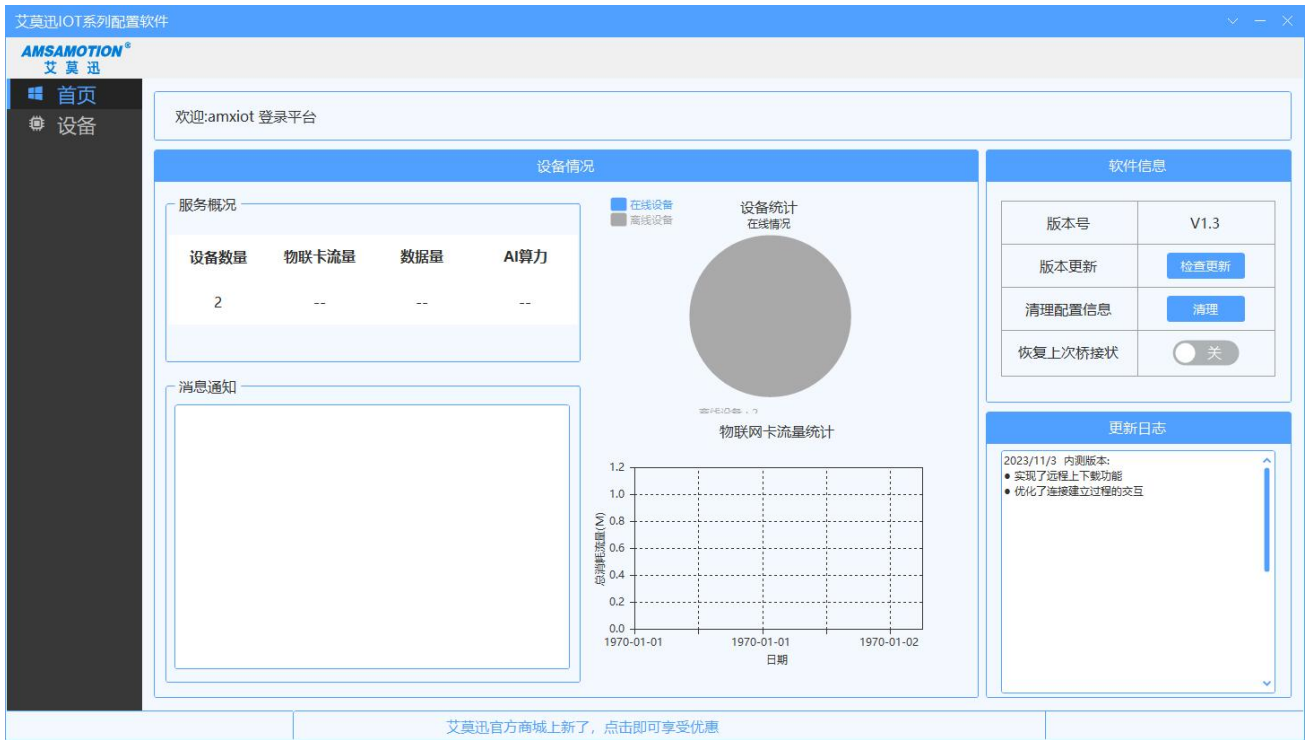 艾莫迅IOT系列配置软件
AMSAMOTION®
艾莫迅
首页
设备
欢迎:amxiot 登录平台
设备情况
服务概况
设备数量 物联卡流量 数据量 AI算力
2 -- -- --
消息通知
在线设备
离线设备
设备统计
在线情况
离线设备 : 2
物联网卡流量统计
1.2
1.0
0.8
0.6
0.4
0.2
0.0
总消耗流量(M)
1970-01-01 1970-01-01 1970-01-02
日期
软件信息
版本号 V1.3
版本更新 检查更新
清理配置信息 清理
恢复上次桥接状 关
更新日志
2023/11/3 内测版本:
● 实现了远程上下载功能
● 优化了连接建立过程的交互
艾莫迅官方商城上新了，点击即可享受优惠